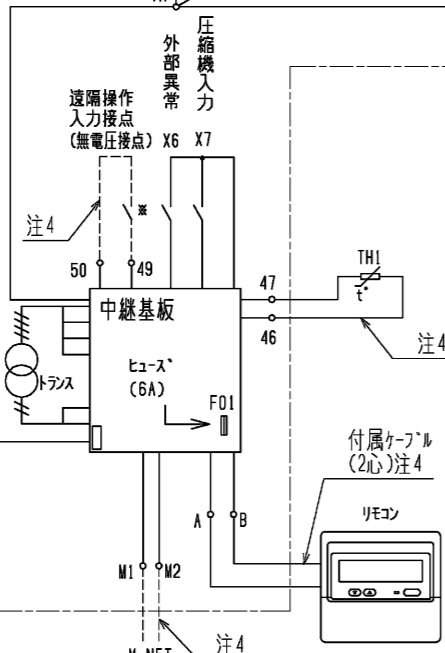 外部異常
圧縮機入力
遠隔操作
入力接点
(無電圧接点)
X6
X7
※
注4
50
49
47
46
TH1
t°
注4
中継基板
トランス
ヒューズ
(6A)
F01
付属ケーブル
(2心)注4
A
B
リモコン
M1
M2
M-NET
注4